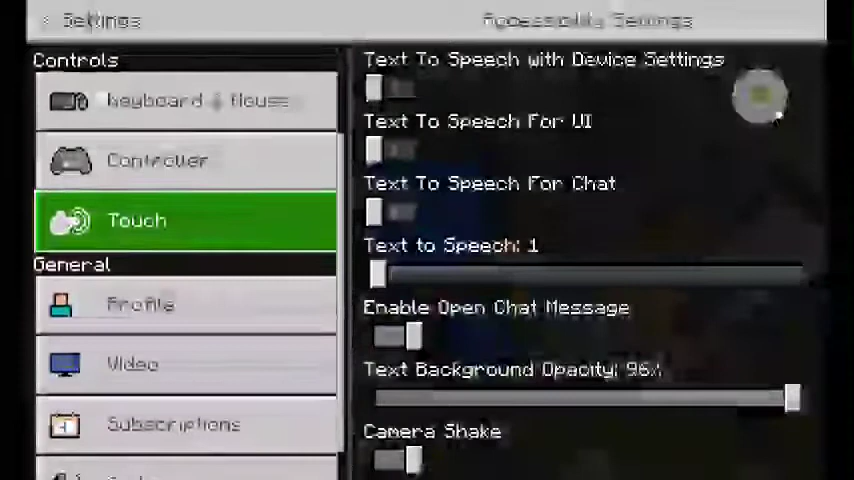 Settings
Accessibility Settings
Controls
Keyboard & Mouse
Controller
Touch
General
Profile
Video
Subscriptions
Text To Speech with Device Settings
Text To Speech For UI
Text To Speech For Chat
Text to Speech: 1
Enable Open Chat Message
Text Background Opacity: 96%
Camera Shake